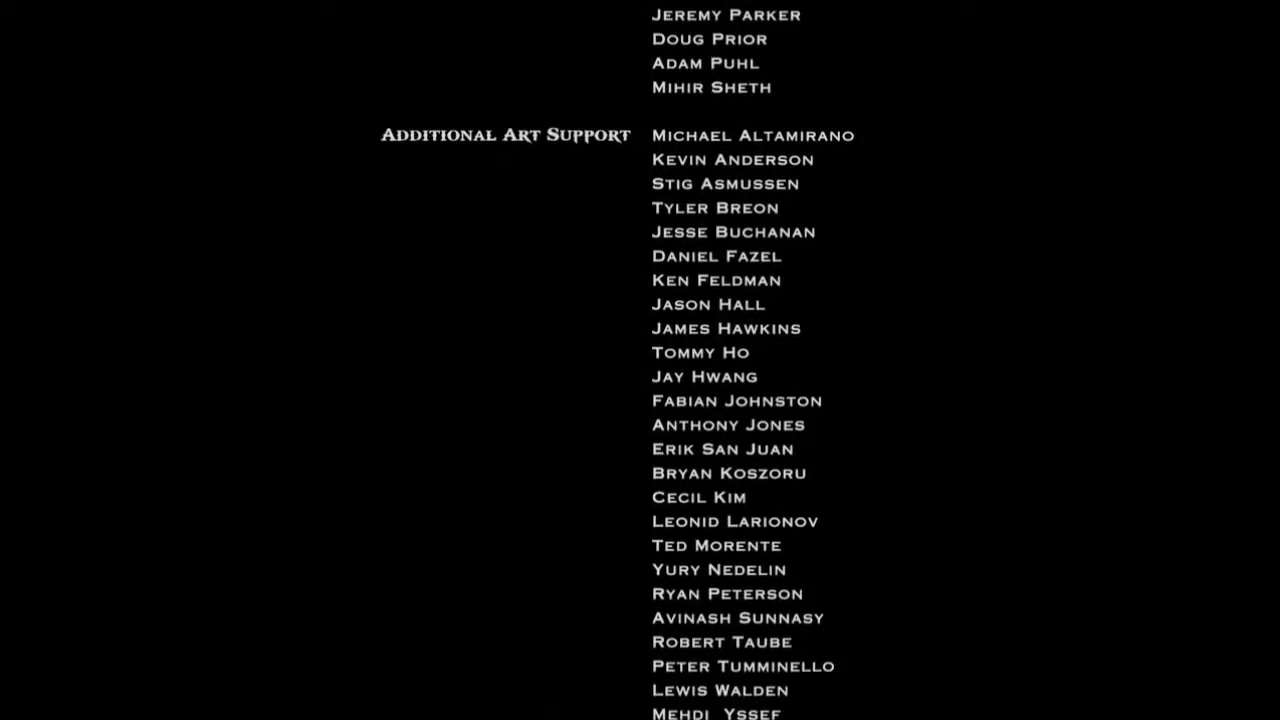 Jeremy Parker
Doug Prior
Adam Puhl
Mihir Sheth
Additional Art Support Michael Altamirano
Kevin Anderson
Stig Asmussen
Tyler Breon
Jesse Buchanan
Daniel Fazel
Ken Feldman
Jason Hall
James Hawkins
Tommy Ho
Jay Hwang
Fabian Johnston
Anthony Jones
Erik San Juan
Bryan Koszoru
Cecil Kim
Leonid Larionov
Ted Morente
Yury Nedelin
Ryan Peterson
Avinash Sunnasy
Robert Taube
Peter Tumminello
Lewis Walden
Mehdi Yssef